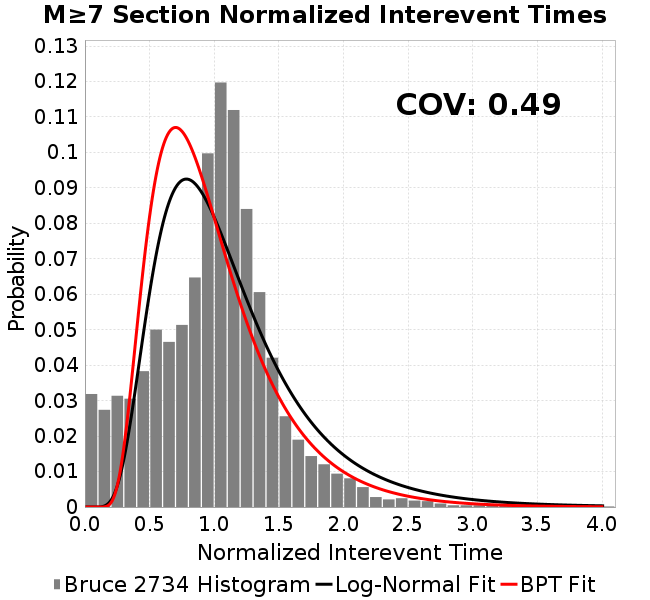 M≥7 Section Normalized Interevent Times
COV: 0.49
Probability
0.13
0.12
0.11
0.1
0.09
0.08
0.07
0.06
0.05
0.04
0.03
0.02
0.01
0
0.0 0.5 1.0 1.5 2.0 2.5 3.0 3.5 4.0
Normalized Interevent Time
Bruce 2734 Histogram Log-Normal Fit BPT Fit